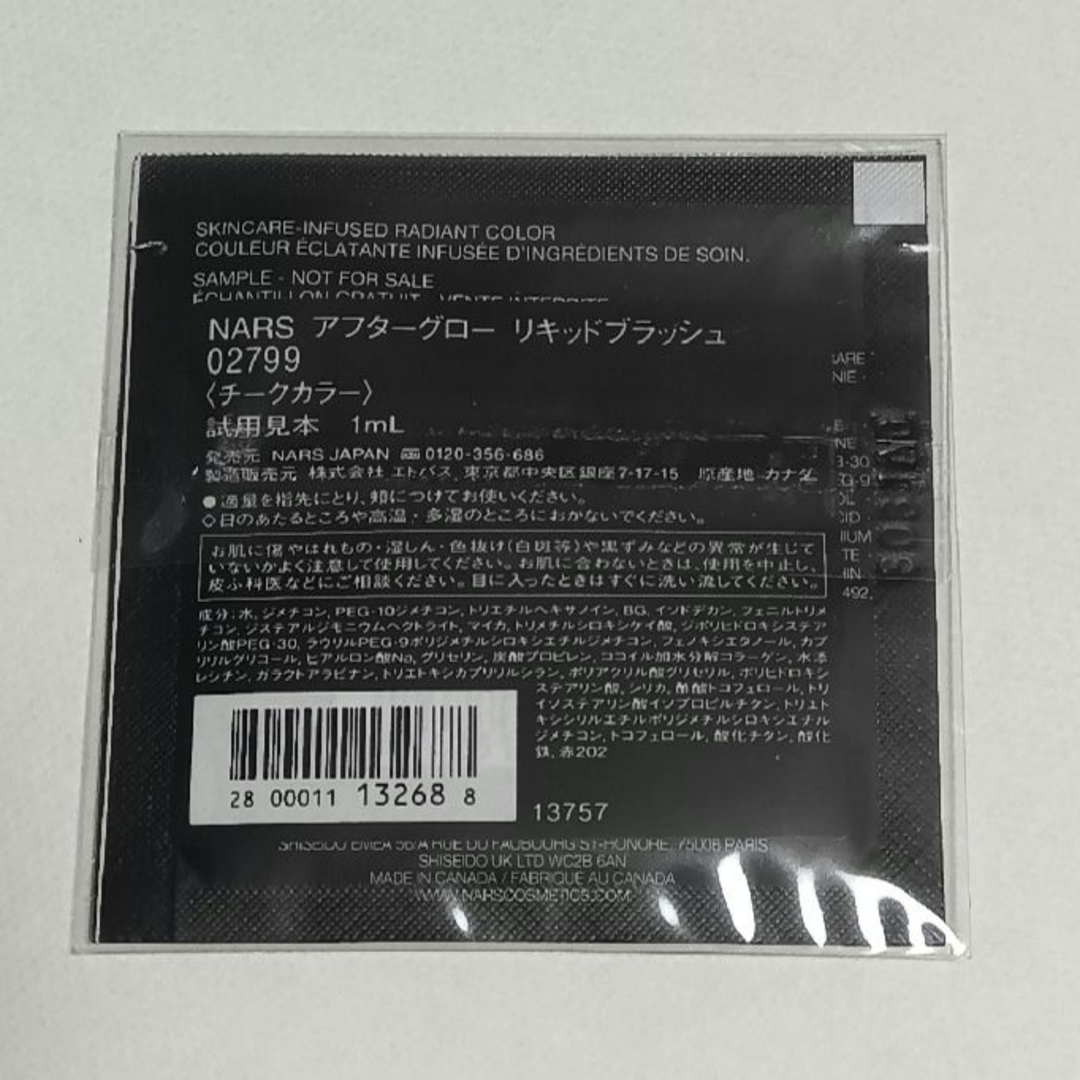 SKINCARE-INFUSED RADIANT COLOR
COULEUR ÉCLATANTE INFUSÉE D'INGRÉDIENTS DE SOIN.
SAMPLE - NOT FOR SALE
ÉCHANTILLON GRATUIT - VENTE INTERDITE
NARS アフターグロー リキッドブラッシュ
02799
〈チークカラー〉
試用見本 1mL
発売元 NARS JAPAN 0120-356-686
製造販売元 株式会社 エトバス 東京都中央区銀座7-17-15 原産地 カナダ
●適量を指先にとり、頬につけてお使いください。
◇日のあたるところや高温・多湿のところにおかないでください。
お肌に傷やはれもの・湿しん・色抜け(白斑等)や黒ずみなどの異常が生じて
いないかよく注意して使用してください。お肌に合わないときは、使用を中止し、
皮ふ科医などにご相談ください。目に入ったときはすぐに洗い流してください。
成分:水, ジメチコン, PEG-10ジメチコン, トリエチルヘキサノイン, BG, イソドデカン, フェニルトリメ
チコン, ジステアルジモニウムヘクトライト, マイカ, トリメチルシロキシケイ酸, ジポリヒドロキシステア
リン酸PEG-30, ラウリルPEG-9ポリジメチルシロキシエチルジメチコン, フェノキシエタノール, カプ
リリルグリコール, ヒアルロン酸Na, グリセリン, 炭酸プロピレン, ココイル加水分解コラーゲン, 水添
レシチン, ガラクトアラビナン, トリエトキシカプリリルシラン, ポリアクリル酸グリセリル, ポリヒドロキシ
ステアリン酸, シリカ, 酢酸トコフェロール, トリ
イソステアリン酸イソプロピルチタン, トリエト
キシシリルエチルポリジメチルシロキシエチル
ジメチコン, トコフェロール, 酸化チタン, 酸化
鉄, 赤202
28 00011 13268 8
13757
SHISEIDO EMEA 56A RUE DU FAUBOURG ST-HONORÉ, 75008 PARIS
SHISEIDO UK LTD WC2B 6AN
MADE IN CANADA / FABRIQUÉ AU CANADA
WWW.NARSCOSMETICS.COM